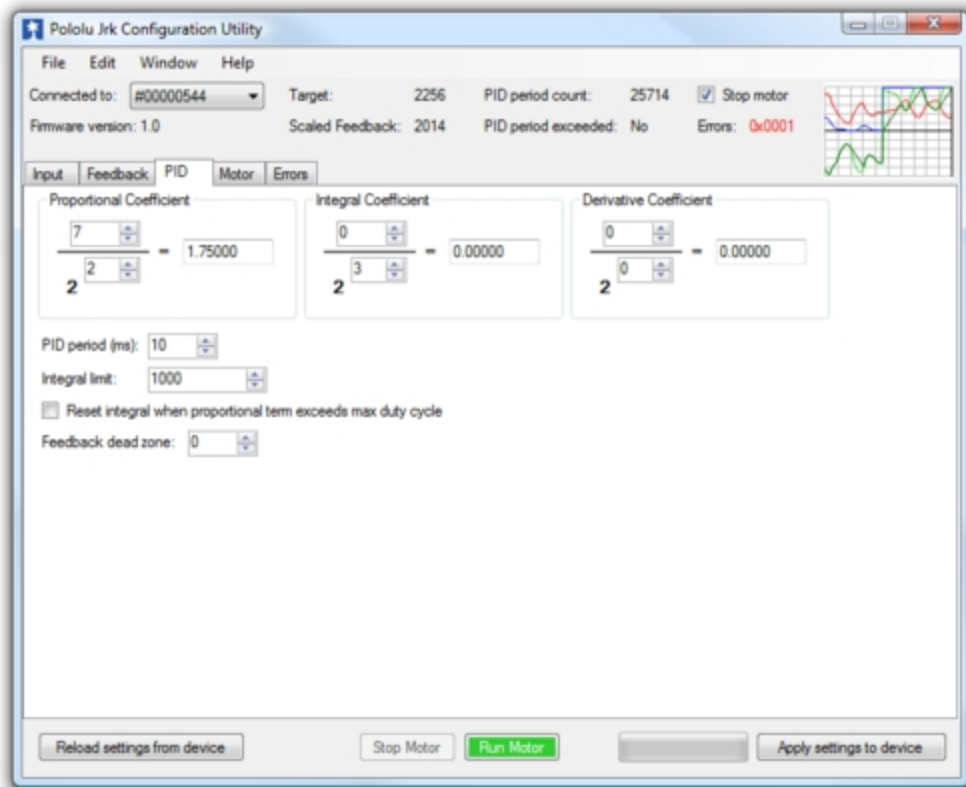 Pololu Jrk Configuration Utility
File Edit Window Help
Connected to: #00000544 Target: 2256 PID period count: 25714 Stop motor
Firmware version: 1.0 Scaled Feedback: 2014 PID period exceeded: No Errors: 0x0001
Input Feedback PID Motor Errors
Proportional Coefficient Integral Coefficient Derivative Coefficient
7 0 0
= 1.75000 = 0.00000 = 0.00000
2 2 2 3 2 0
PID period (ms): 10
Integral limit: 1000
Reset integral when proportional term exceeds max duty cycle
Feedback dead zone: 0
Reload settings from device Stop Motor Run Motor Apply settings to device